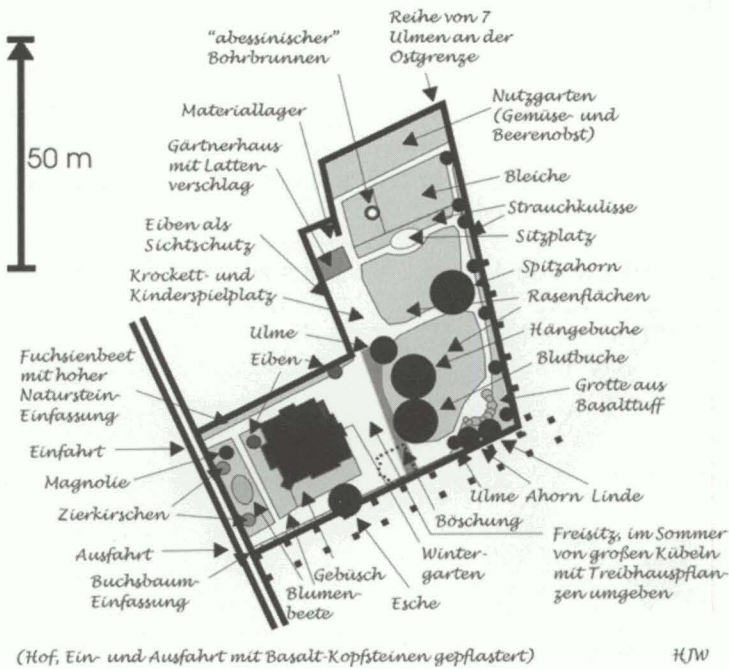 Reihe von 7
Ulmen an der
Ostgrenze
"abessinischer"
Bohrbrunnen
Nutzgarten
(Gemüse- und
Beerenobst)
Materiallager
50 m
Gärtnerhaus
mit Latten-
verschlag
Bleiche
Strauchkulisse
Eiben als
Sichtschutz
Sitzplatz
Krockett- und
Kinderspielplatz
Spitzahorn
Rasenflächen
Ulme
Hängebuche
Eiben
Fuchsienbeet
mit hoher
Naturstein-
Einfassung
Blutbuche
Grotte aus
Basalttuff
Einfahrt
Magnolie
Zierkirschen
Ulme Ahorn Linde
Böschung
Ausfahrt
Freisitz, im Sommer
von großen Kübeln
mit Treibhauspflan-
zen umgeben
Buchsbaum-
Einfassung
Gebüsch
Blumen-
beete
Winter-
garten
Esche
(Hof, Ein- und Ausfahrt mit Basalt-Kopfsteinen gepflastert)
HJW